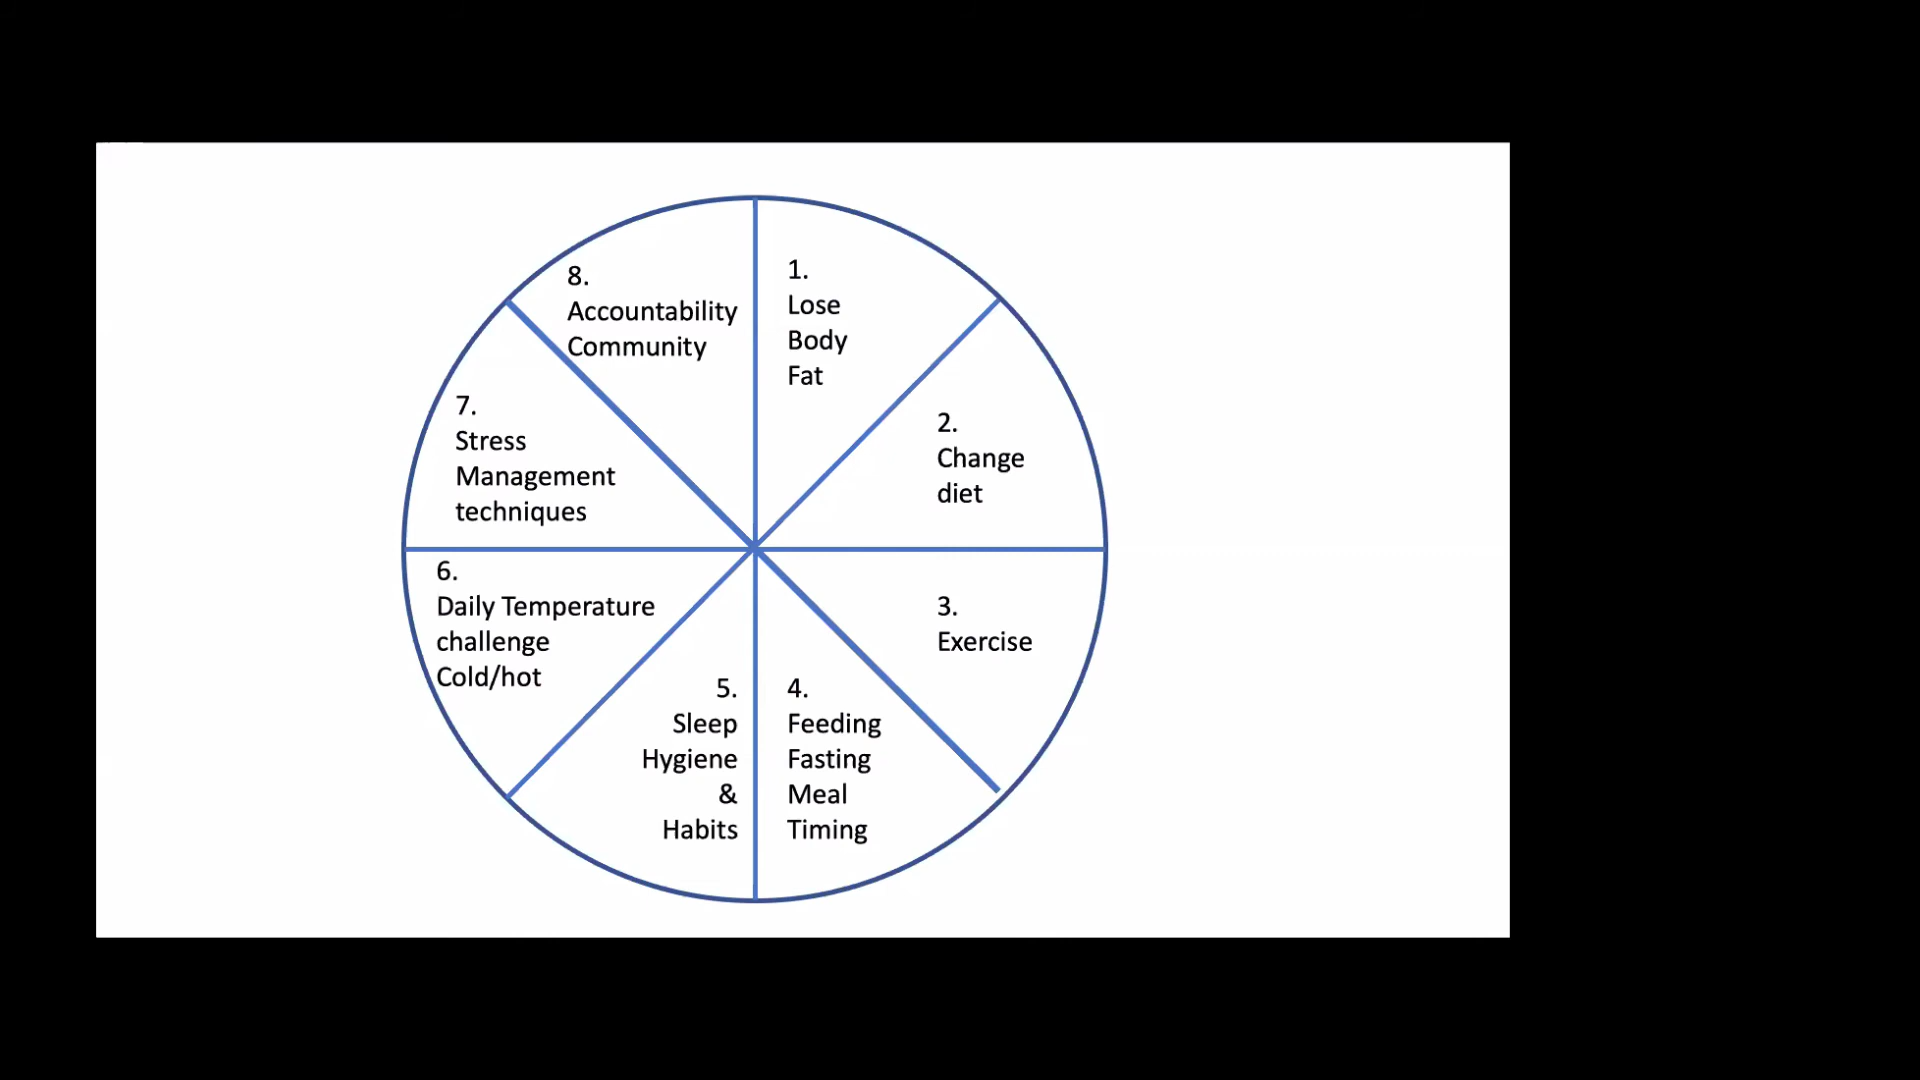 1.
Lose
Body
Fat
2.
Change
diet
3.
Exercise
4.
Feeding
Fasting
Meal
Timing
5.
Sleep
Hygiene
&
Habits
6.
Daily Temperature
challenge
Cold/hot
7.
Stress
Management
techniques
8.
Accountability
Community